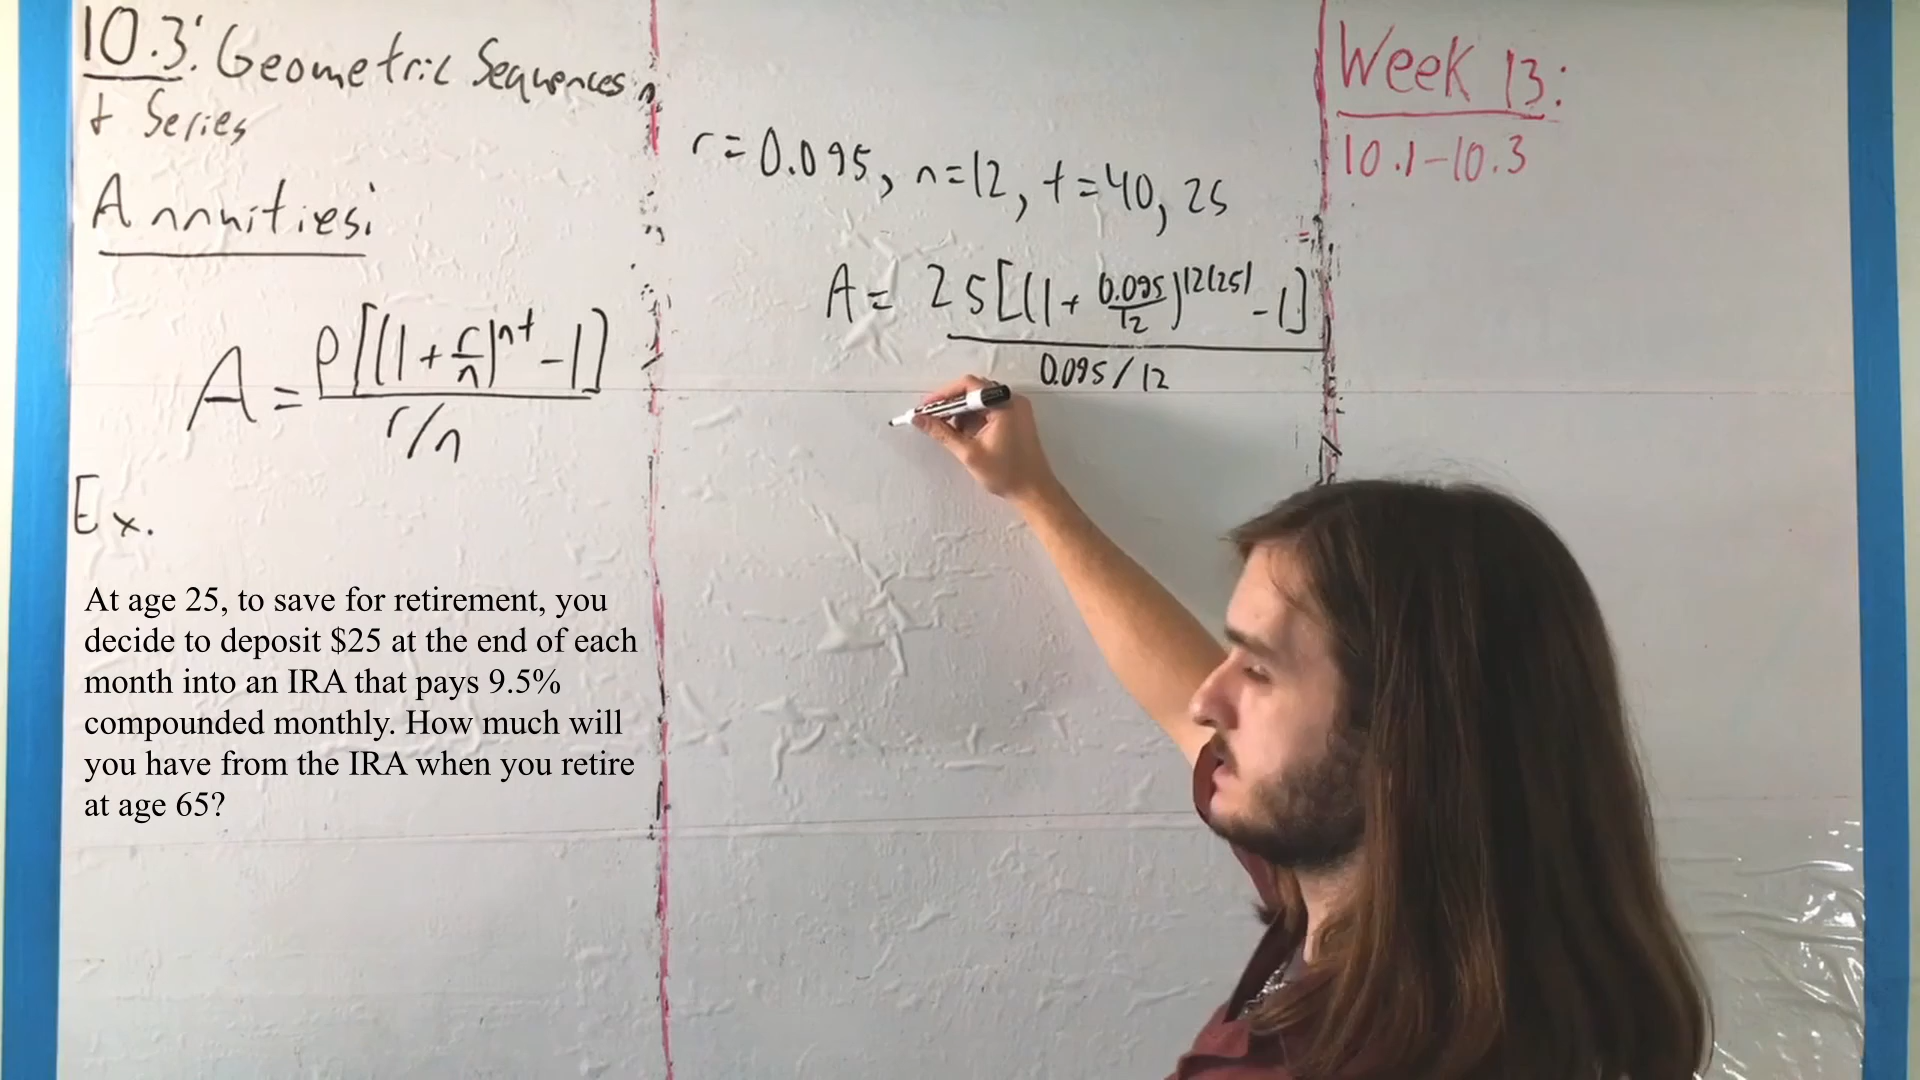 10.3: Geometric Sequences
+ Series
Annuities:
A = P[(1 + r/n)^nt - 1]
r/n
Ex.
At age 25, to save for retirement, you
decide to deposit $25 at the end of each
month into an IRA that pays 9.5%
compounded monthly. How much will
you have from the IRA when you retire
at age 65?
r = 0.095, n = 12, t = 40, 25
A = 25[(1 + 0.095/12)^12(25) - 1]
0.095/12
Week 13:
10.1-10.3